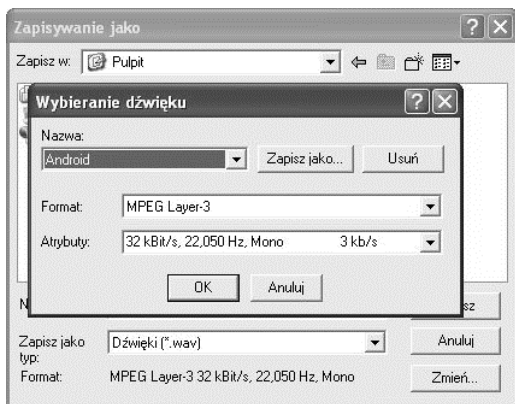 Zapisywanie jako
Zapisz w: Pulpit
Wybieranie dźwięku
Nazwa:
Android Zapisz jako... Usuń
Format: MPEG Layer-3
Atrybuty: 32 kBit/s, 22,050 Hz, Mono 3 kb/s
OK Anuluj
N sz
Zapisz jako typ: Dźwięki (*.wav) Anuluj
Format: MPEG Layer-3 32 kBit/s, 22,050 Hz, Mono Zmień...